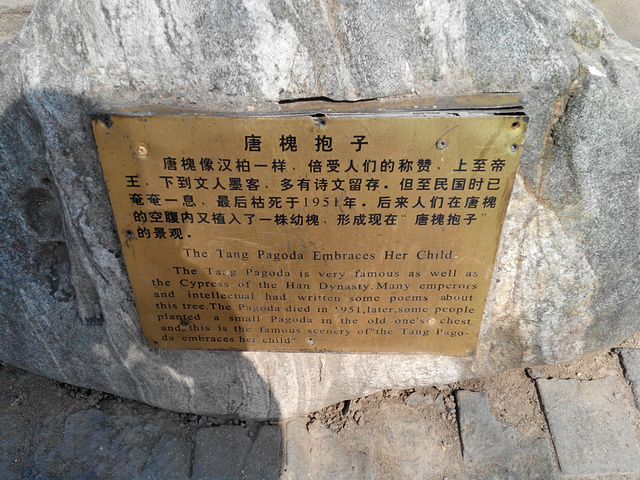 唐槐抱子
唐槐像汉柏一样，倍受人们的称赞，上至帝
王，下到文人墨客，多有诗文留存。但至民国时已
奄奄一息，最后枯死于1951年。后来人们在唐槐
的空腹内又植入了一株幼槐，形成现在“唐槐抱子”
的景观。
The Tang Pagoda Embraces Her Child
The Tang Pagoda is very famous as well as
the Cypress of the Han Dynasty.Many emperors
and intellectual had written some poems about
this tree.The Pagoda died in 1951,later,some people
planted a small Pagoda in the old one's chest
and this is the famous scenery of"the Tang Pago-
da embraces her child"